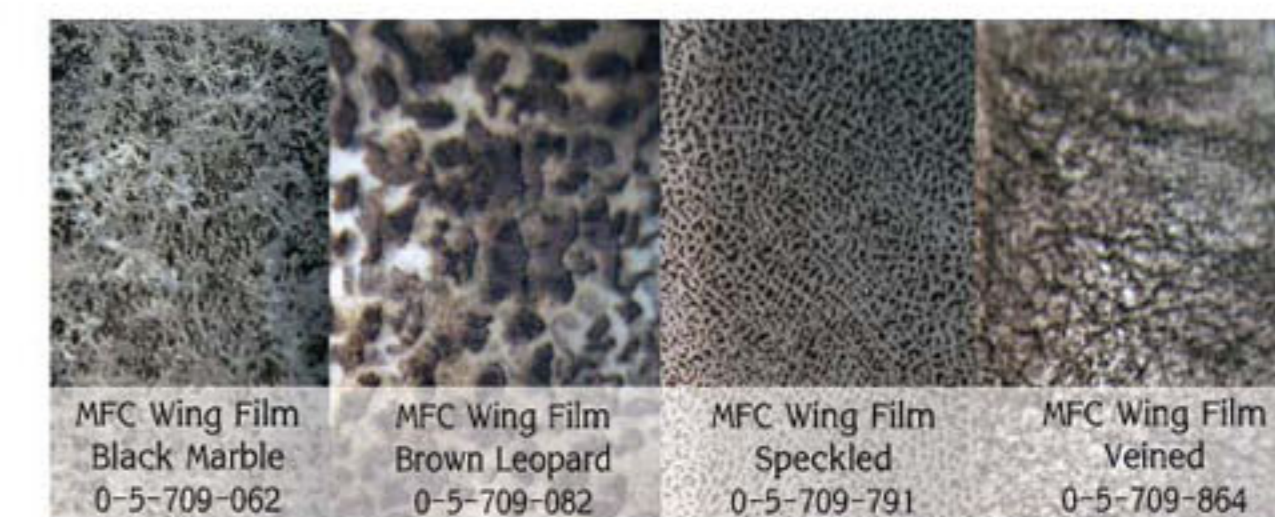 MFC Wing Film
Black Marble
0-5-709-062
MFC Wing Film
Brown Leopard
0-5-709-082
MFC Wing Film
Speckled
0-5-709-791
MFC Wing Film
Veined
0-5-709-864